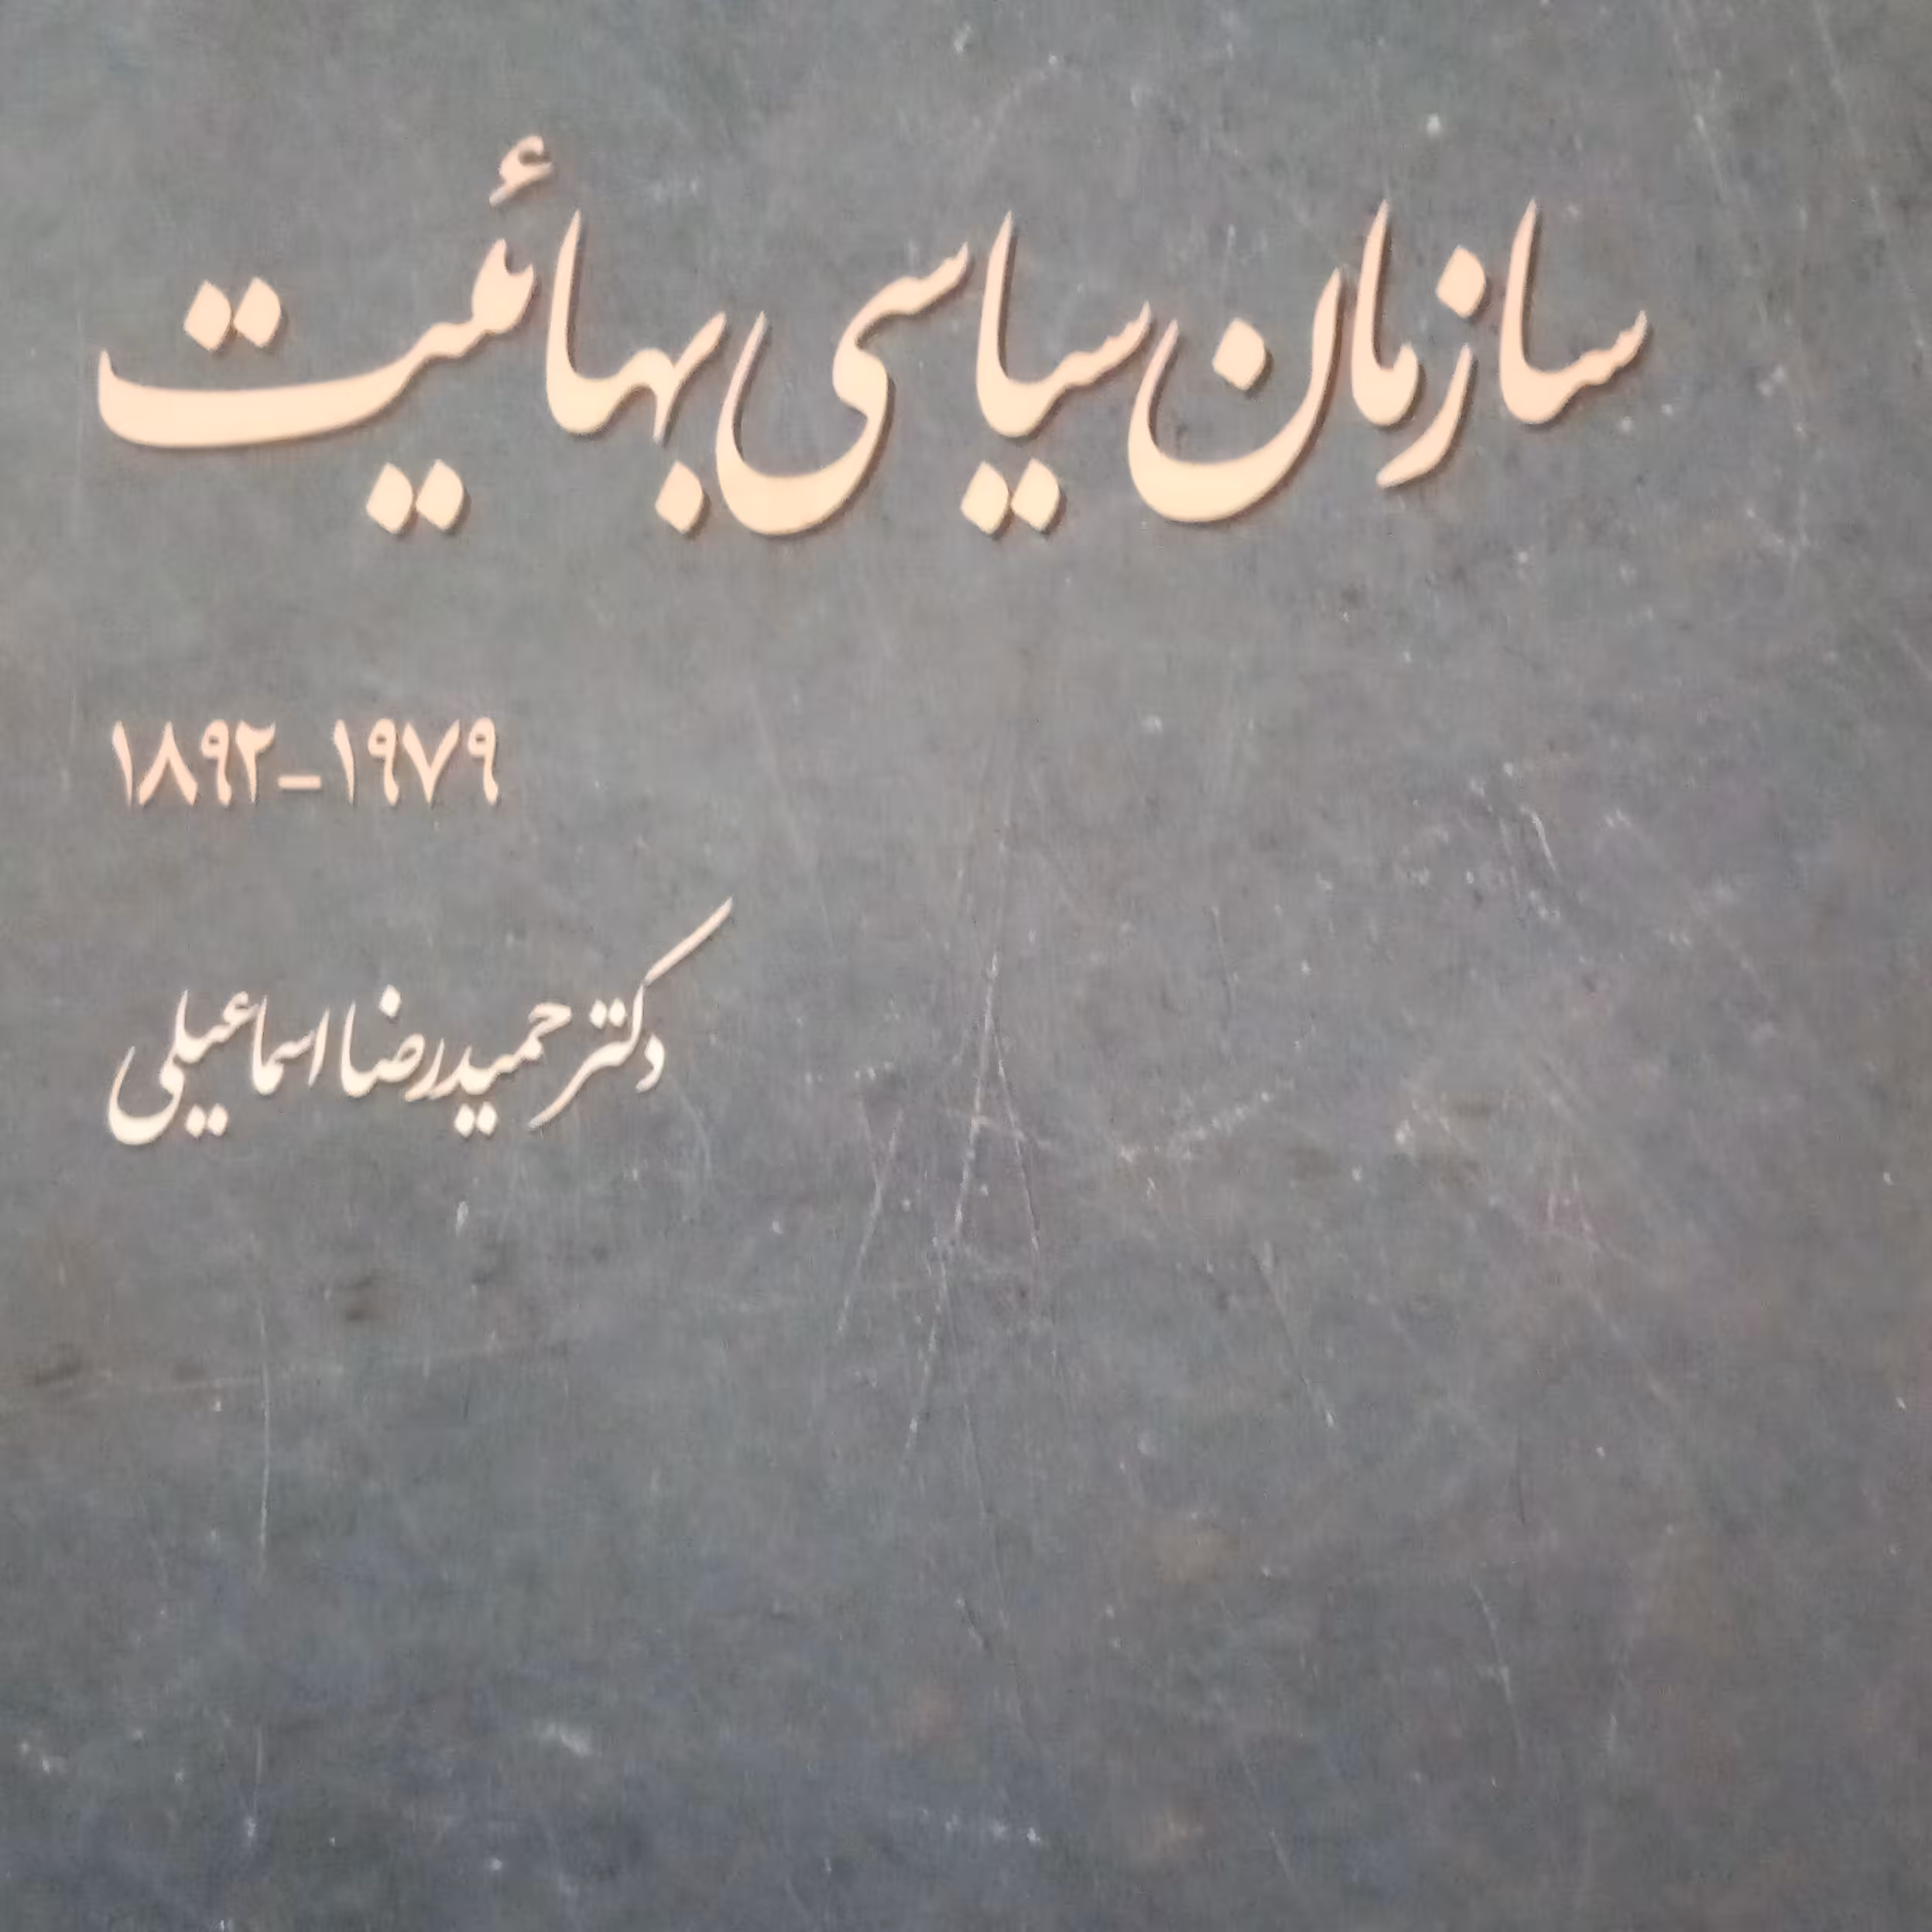 سازمان سیاسی بهائیت
۱۸۹۲-۱۹۷۹
دکتر حمیدرضا اسماعیلی